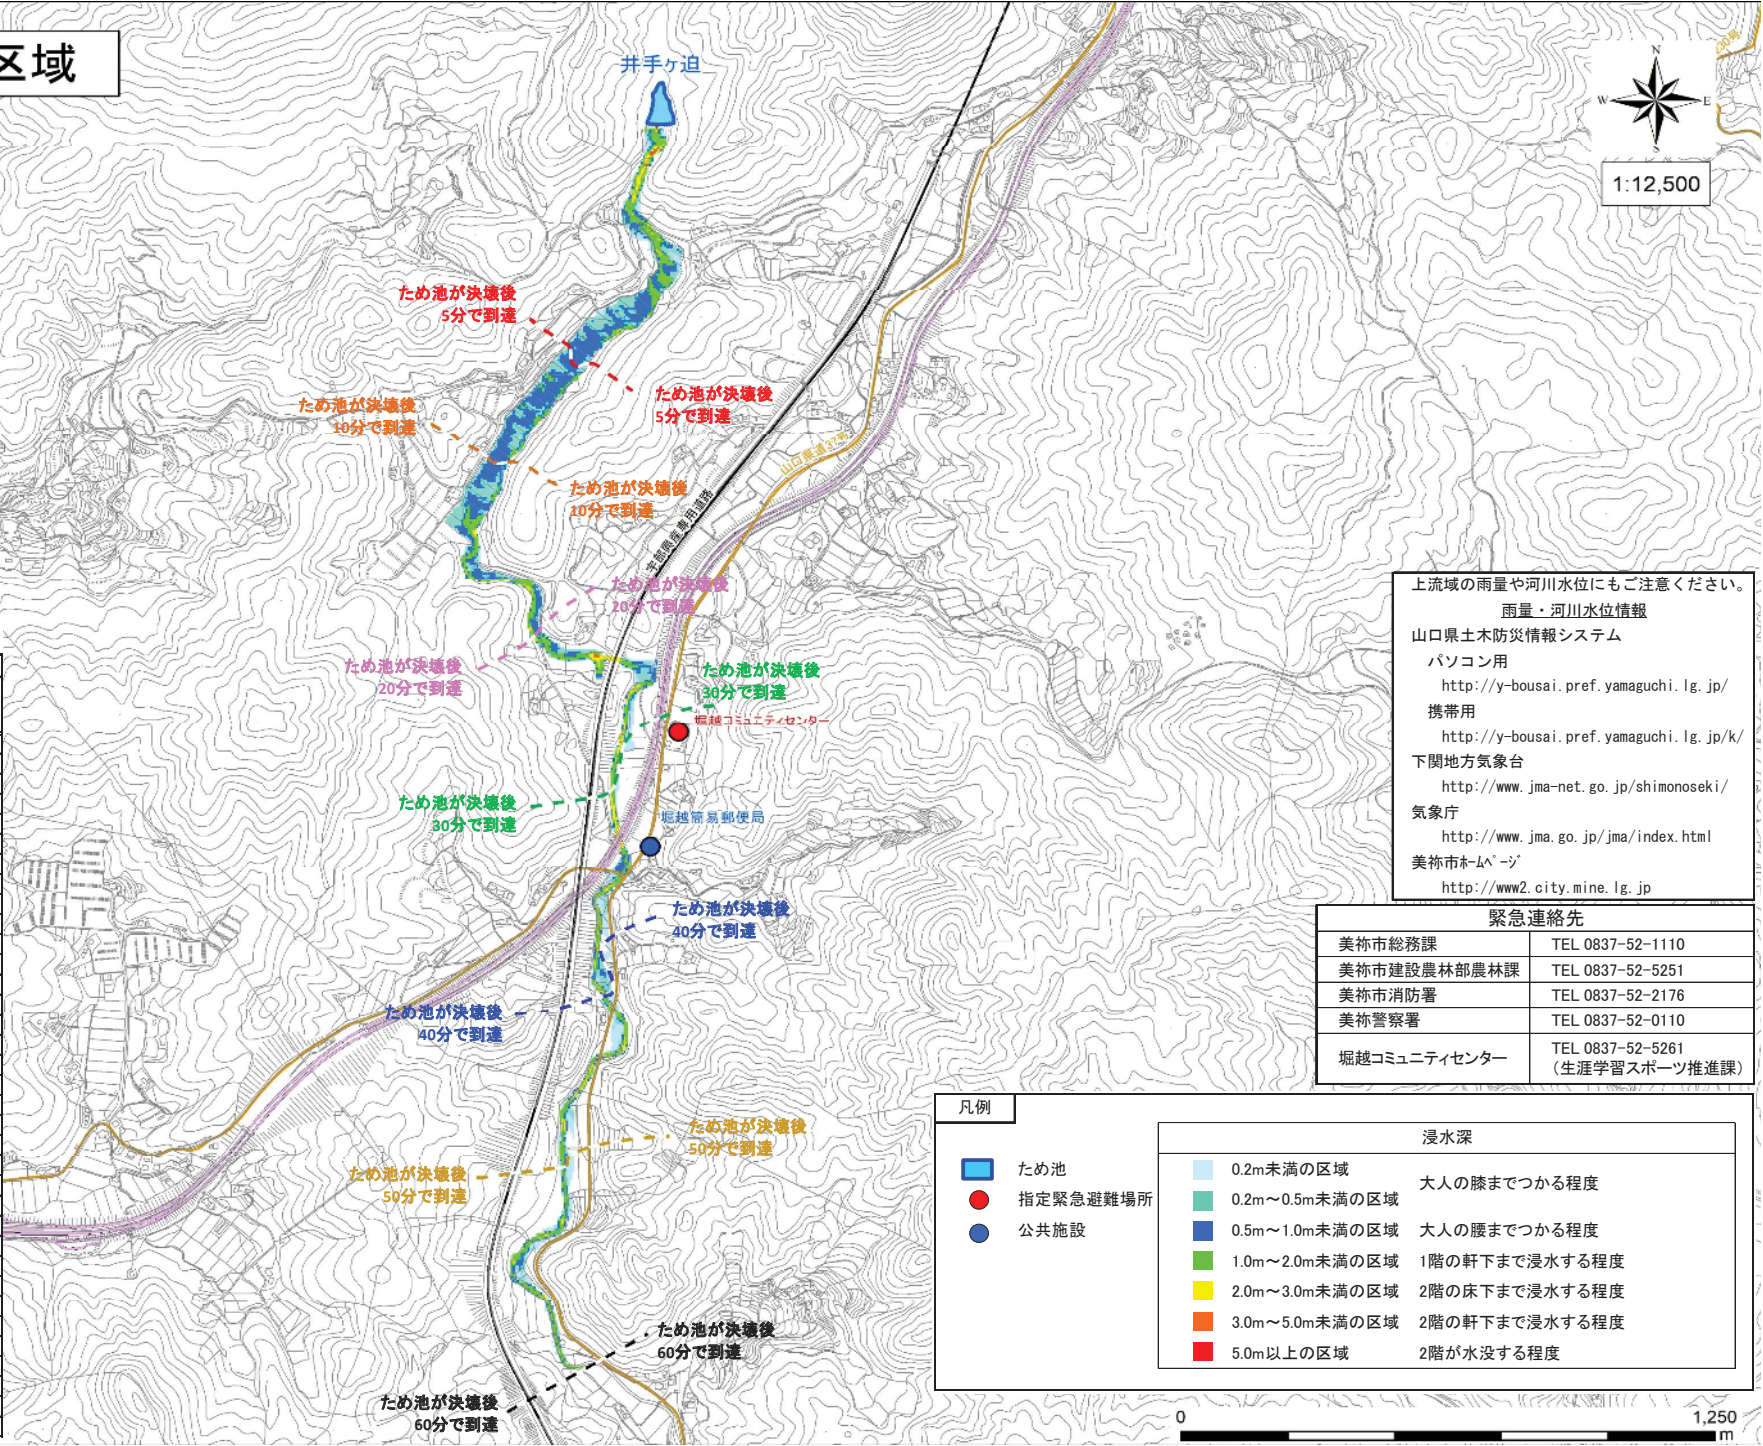 区域
井手ヶ迫
30号
N
W
E
S
1:12,500
ため池が決壊後
5分で到達
ため池が決壊後
5分で到達
ため池が決壊後
10分で到達
ため池が決壊後
10分で到達
山口県道37号
宇部興産専用道路
ため池が決壊後
20分で到達
ため池が決壊後
20分で到達
ため池が決壊後
30分で到達
堀越コミュニティセンター
ため池が決壊後
30分で到達
堀越簡易郵便局
ため池が決壊後
40分で到達
ため池が決壊後
40分で到達
ため池が決壊後
50分で到達
ため池が決壊後
50分で到達
ため池が決壊後
60分で到達
ため池が決壊後
60分で到達
上流域の雨量や河川水位にもご注意ください。
雨量・河川水位情報
山口県土木防災情報システム
パソコン用
http://y-bousai.pref.yamaguchi.lg.jp/
携帯用
http://y-bousai.pref.yamaguchi.lg.jp/k/
下関地方気象台
http://www.jma-net.go.jp/shimonoseki/
気象庁
http://www.jma.go.jp/jma/index.html
美祢市ﾎｰﾑﾍﾟｰｼﾞ
http://www2.city.mine.lg.jp
緊急連絡先
美祢市総務課 TEL 0837-52-1110
美祢市建設農林部農林課 TEL 0837-52-5251
美祢市消防署 TEL 0837-52-2176
美祢警察署 TEL 0837-52-0110
堀越コミュニティセンター TEL 0837-52-5261
（生涯学習スポーツ推進課）
凡例
ため池
指定緊急避難場所
公共施設
浸水深
0.2m未満の区域
大人の膝までつかる程度
0.2m～0.5m未満の区域
0.5m～1.0m未満の区域 大人の腰までつかる程度
1.0m～2.0m未満の区域 1階の軒下まで浸水する程度
2.0m～3.0m未満の区域 2階の床下まで浸水する程度
3.0m～5.0m未満の区域 2階の軒下まで浸水する程度
5.0m以上の区域 2階が水没する程度
0 1,250
m